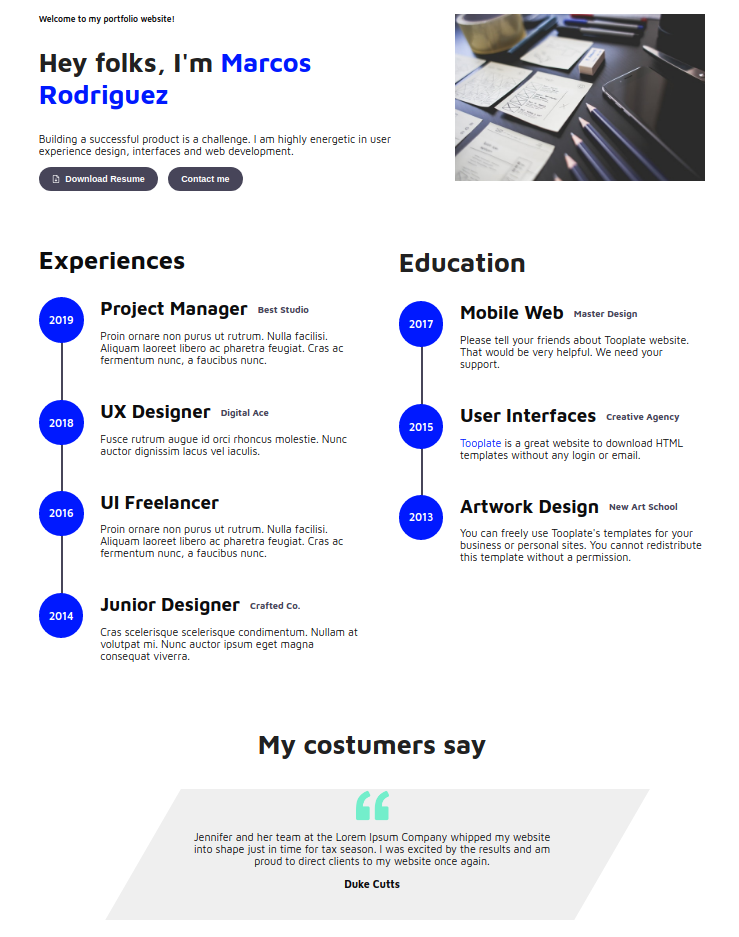 Welcome to my portfolio website!
Hey folks, I'm Marcos
Rodriguez
Building a successful product is a challenge. I am highly energetic in user
experience design, interfaces and web development.
Download Resume
Contact me
Experiences
2019
Project Manager Best Studio
Proin ornare non purus ut rutrum. Nulla facilisi.
Aliquam laoreet libero ac pharetra feugiat. Cras ac
fermentum nunc, a faucibus nunc.
2018
UX Designer Digital Ace
Fusce rutrum augue id orci rhoncus molestie. Nunc
auctor dignissim lacus vel iaculis.
2016
UI Freelancer
Proin ornare non purus ut rutrum. Nulla facilisi.
Aliquam laoreet libero ac pharetra feugiat. Cras ac
fermentum nunc, a faucibus nunc.
2014
Junior Designer Crafted Co.
Cras scelerisque scelerisque condimentum. Nullam at
volutpat mi. Nunc auctor ipsum eget magna
consequat viverra.
Education
2017
Mobile Web Master Design
Please tell your friends about Tooplate website.
That would be very helpful. We need your
support.
2015
User Interfaces Creative Agency
Tooplate is a great website to download HTML
templates without any login or email.
2013
Artwork Design New Art School
You can freely use Tooplate's templates for your
business or personal sites. You cannot redistribute
this template without a permission.
My costumers say
Jennifer and her team at the Lorem Ipsum Company whipped my website
into shape just in time for tax season. I was excited by the results and am
proud to direct clients to my website once again.
Duke Cutts